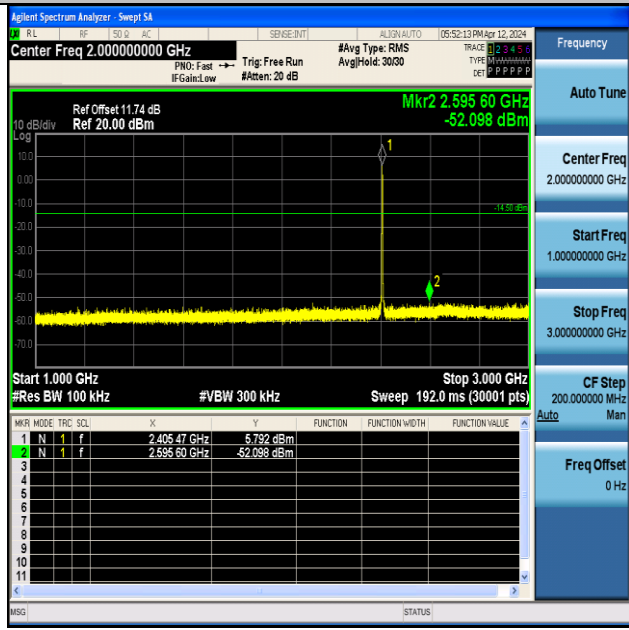 Agilent Spectrum Analyzer - Swept SA
RL RF 50 Ω AC SENSE:INT ALIGN AUTO 05:52:13 PM Apr 12, 2024
Center Freq 2.000000000 GHz
PNO: Fast
IFGain:Low
Trig: Free Run
#Atten: 20 dB
#Avg Type: RMS
Avg|Hold: 30/30
TRACE 1 2 3 4 5 6
TYPE M
DET P P P P P P
Frequency
Auto Tune
Center Freq
2.000000000 GHz
Start Freq
1.000000000 GHz
Stop Freq
3.000000000 GHz
CF Step
200.000000 MHz
Auto Man
Freq Offset
0 Hz
Mkr2 2.595 60 GHz
-52.098 dBm
Ref Offset 11.74 dB
10 dB/div Ref 20.00 dBm
Log
10.0
0.00
-10.0
-20.0
-30.0
-40.0
-50.0
-60.0
-70.0
1
-14.50 dBm
2
Start 1.000 GHz Stop 3.000 GHz
#Res BW 100 kHz #VBW 300 kHz Sweep 192.0 ms (30001 pts)
MKR MODE TRC SCL X Y FUNCTION FUNCTION WIDTH FUNCTION VALUE
1 N 1 f 2.405 47 GHz 5.792 dBm
2 N 1 f 2.595 60 GHz -52.098 dBm
3
4
5
6
7
8
9
10
11
MSG STATUS